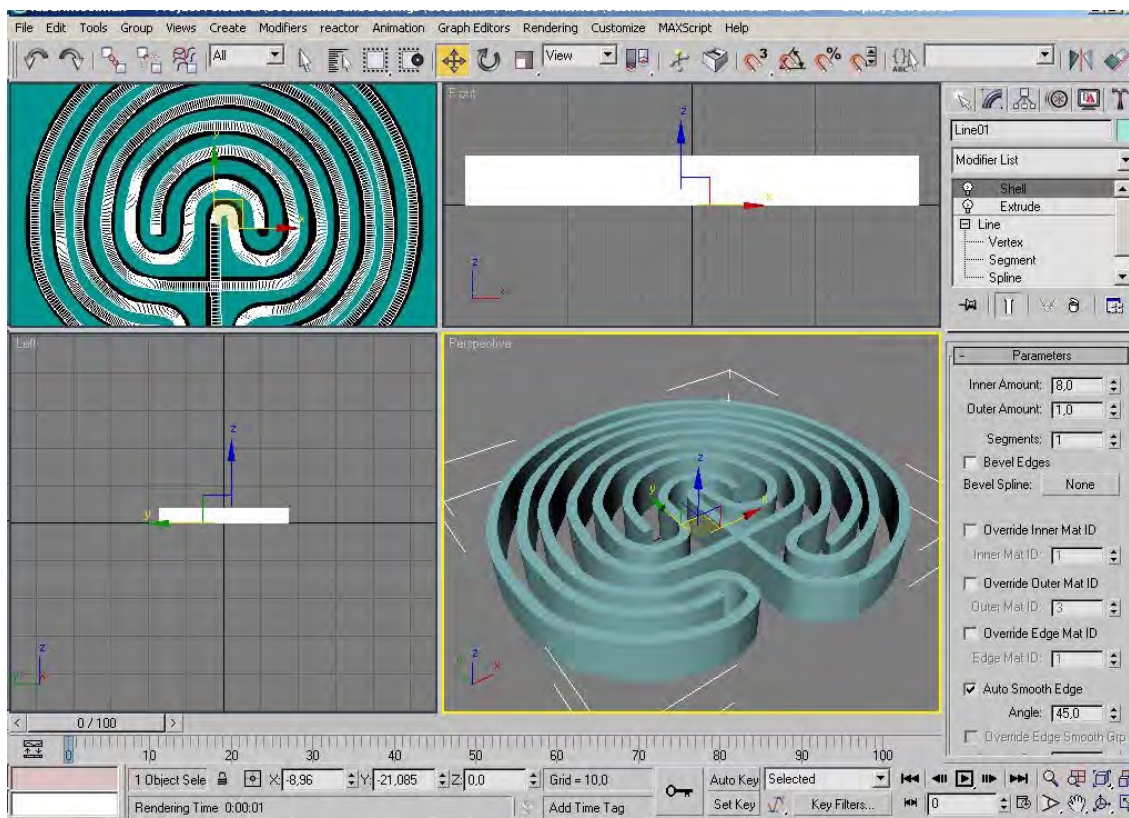 File Edit Tools Group Views Create Modifiers reactor Animation Graph Editors Rendering Customize MAXScript Help
All
View
3
%
ABC
Front
Left
Perspective
y
x
z
z
x
z
y
z
x
z
y
x
z
x
Line01
Modifier List
Shell
Extrude
Line
Vertex
Segment
Spline
Parameters
Inner Amount: 8,0
Outer Amount: 1,0
Segments: 1
Bevel Edges
Bevel Spline: None
Override Inner Mat ID
Inner Mat ID: 1
Override Outer Mat ID
Outer Mat ID: 3
Override Edge Mat ID
Edge Mat ID: 1
Auto Smooth Edge
Angle: 45,0
Override Edge Smooth Grp
< 0 / 100 >
0 10 20 30 40 50 60 70 80 90 100
1 Object Sele X: -8,96 Y: -21,085 Z: 0,0 Grid = 10,0 Auto Key Selected
Rendering Time 0:00:01 Add Time Tag Set Key Key Filters... 0